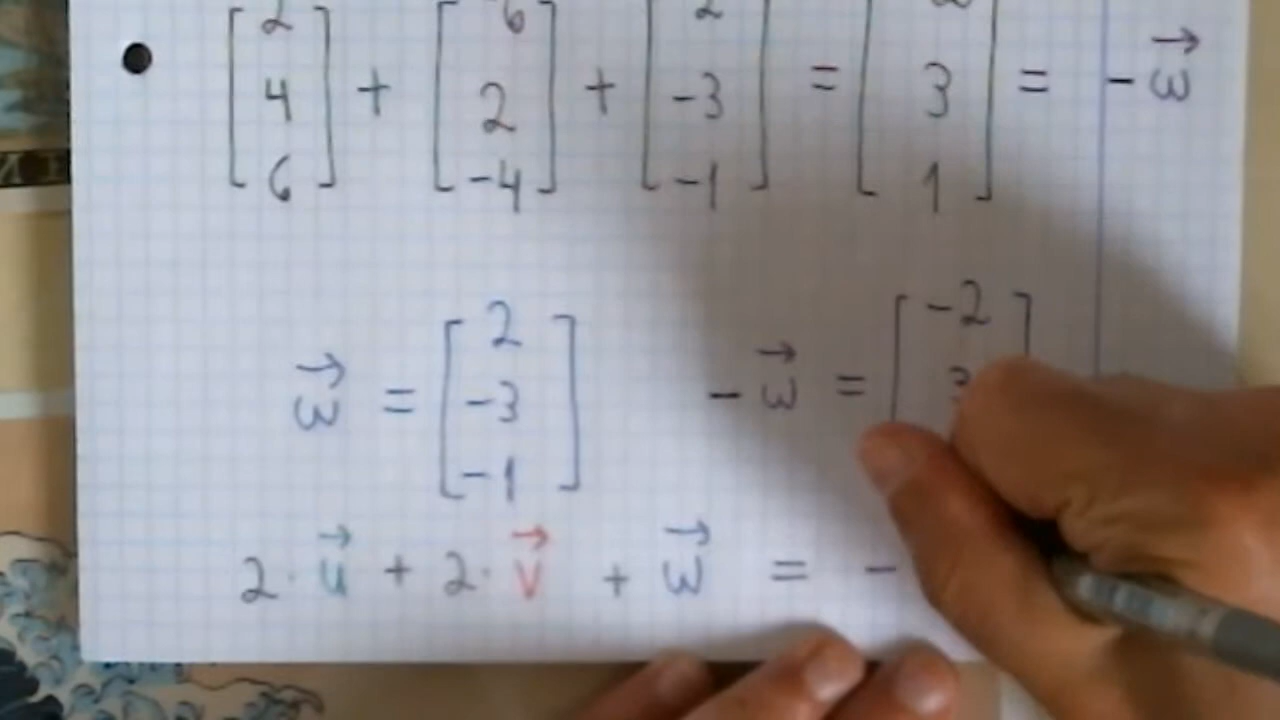 [2 4 6] + [6 2 -4] + [2 -3 -1] = [3 1] = -w⃗
w⃗ = [2 -3 -1] -w⃗ = [-2
2·u⃗ + 2·v⃗ + w⃗ = -